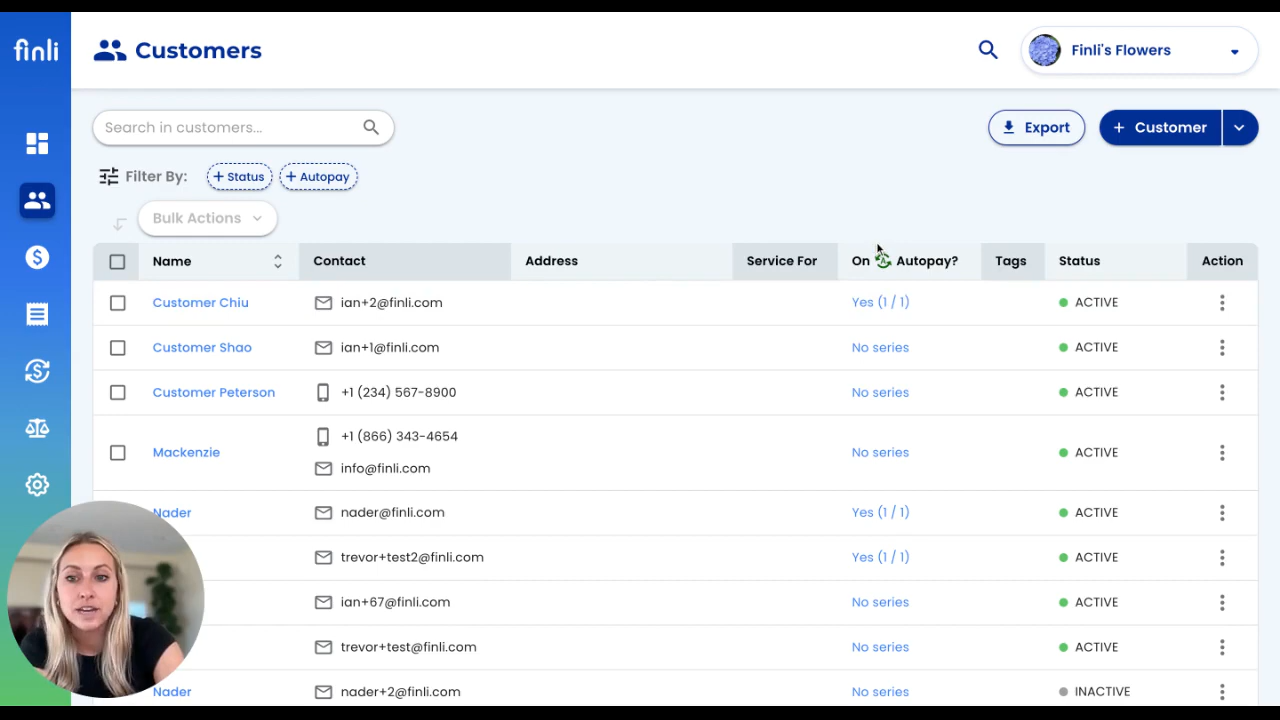 finli
Customers
Finli's Flowers
Search in customers...
Export
+ Customer
Filter By:
+ Status
+ Autopay
Bulk Actions
Name Contact Address Service For On Autopay? Tags Status Action
Customer Chiu ian+2@finli.com Yes (1 / 1) ACTIVE
Customer Shao ian+1@finli.com No series ACTIVE
Customer Peterson +1 (234) 567-8900 No series ACTIVE
+1 (866) 343-4654
Mackenzie No series ACTIVE
info@finli.com
Nader nader@finli.com Yes (1 / 1) ACTIVE
trevor+test2@finli.com Yes (1 / 1) ACTIVE
ian+67@finli.com No series ACTIVE
trevor+test@finli.com No series ACTIVE
Nader nader+2@finli.com No series INACTIVE